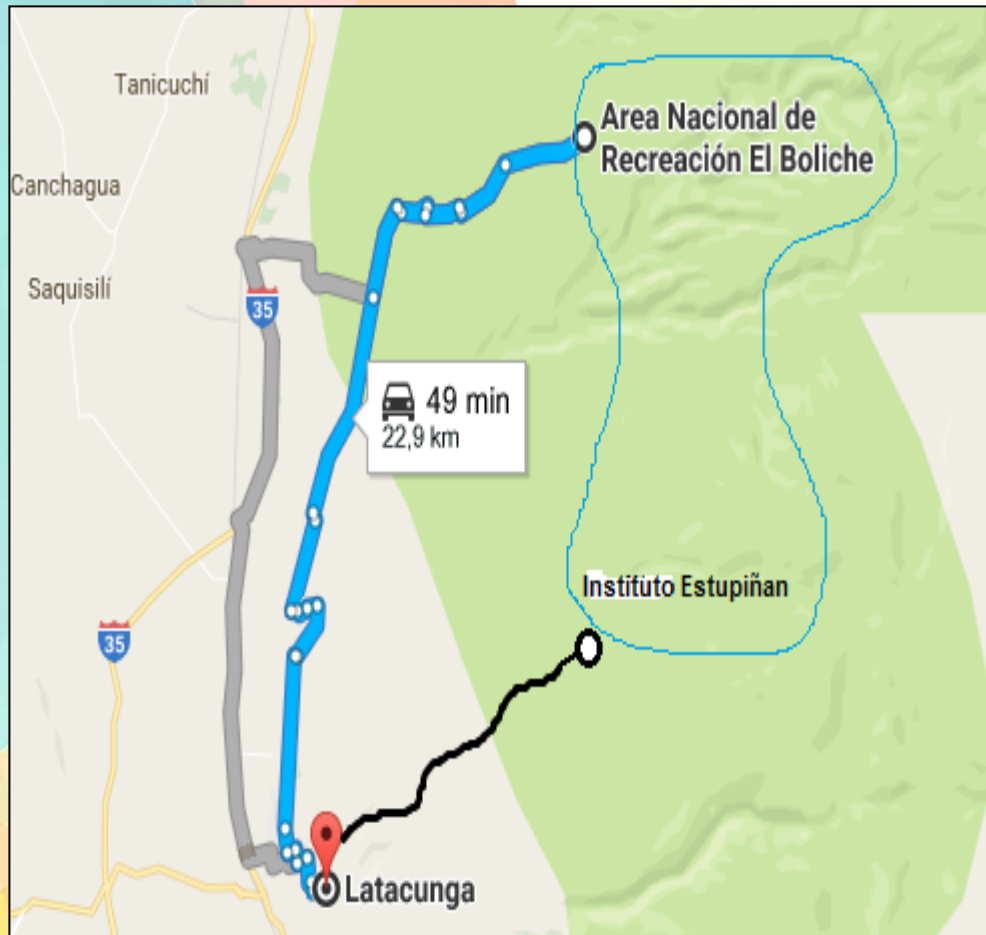 Tanicuchí
Area Nacional de
Recreación El Boliche
Canchagua
Saquisilí
35
49 min
22,9 km
Instituto Estupiñan
35
Latacunga